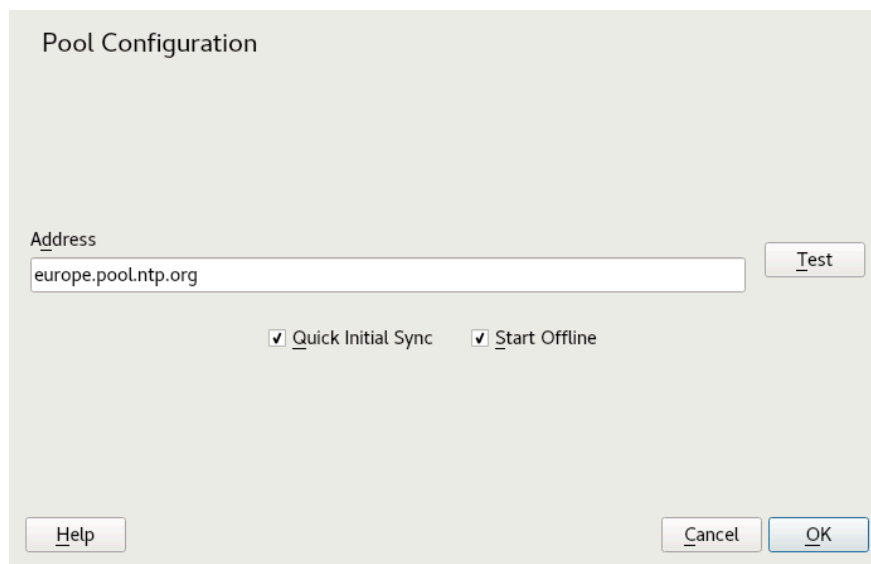 Pool Configuration
Address
europe.pool.ntp.org
Test
Quick Initial Sync
Start Offline
Help
Cancel
OK